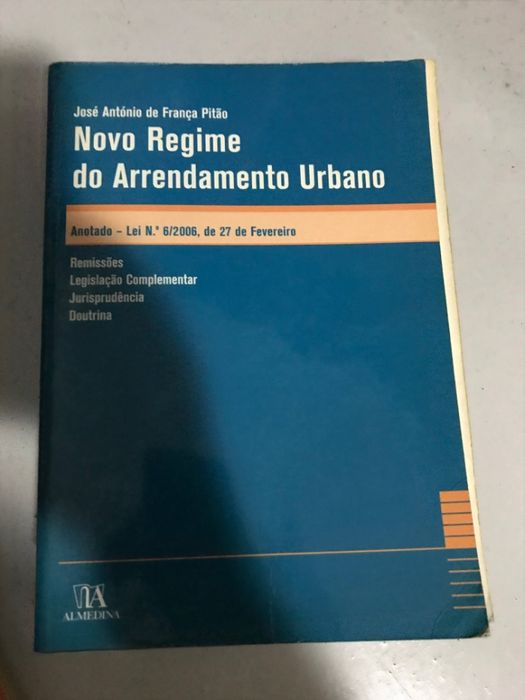 José António de França Pitão
Novo Regime
do Arrendamento Urbano
Anotado – Lei N.º 6/2006, de 27 de Fevereiro
Remissões
Legislação Complementar
Jurisprudência
Doutrina
ALMEDINA